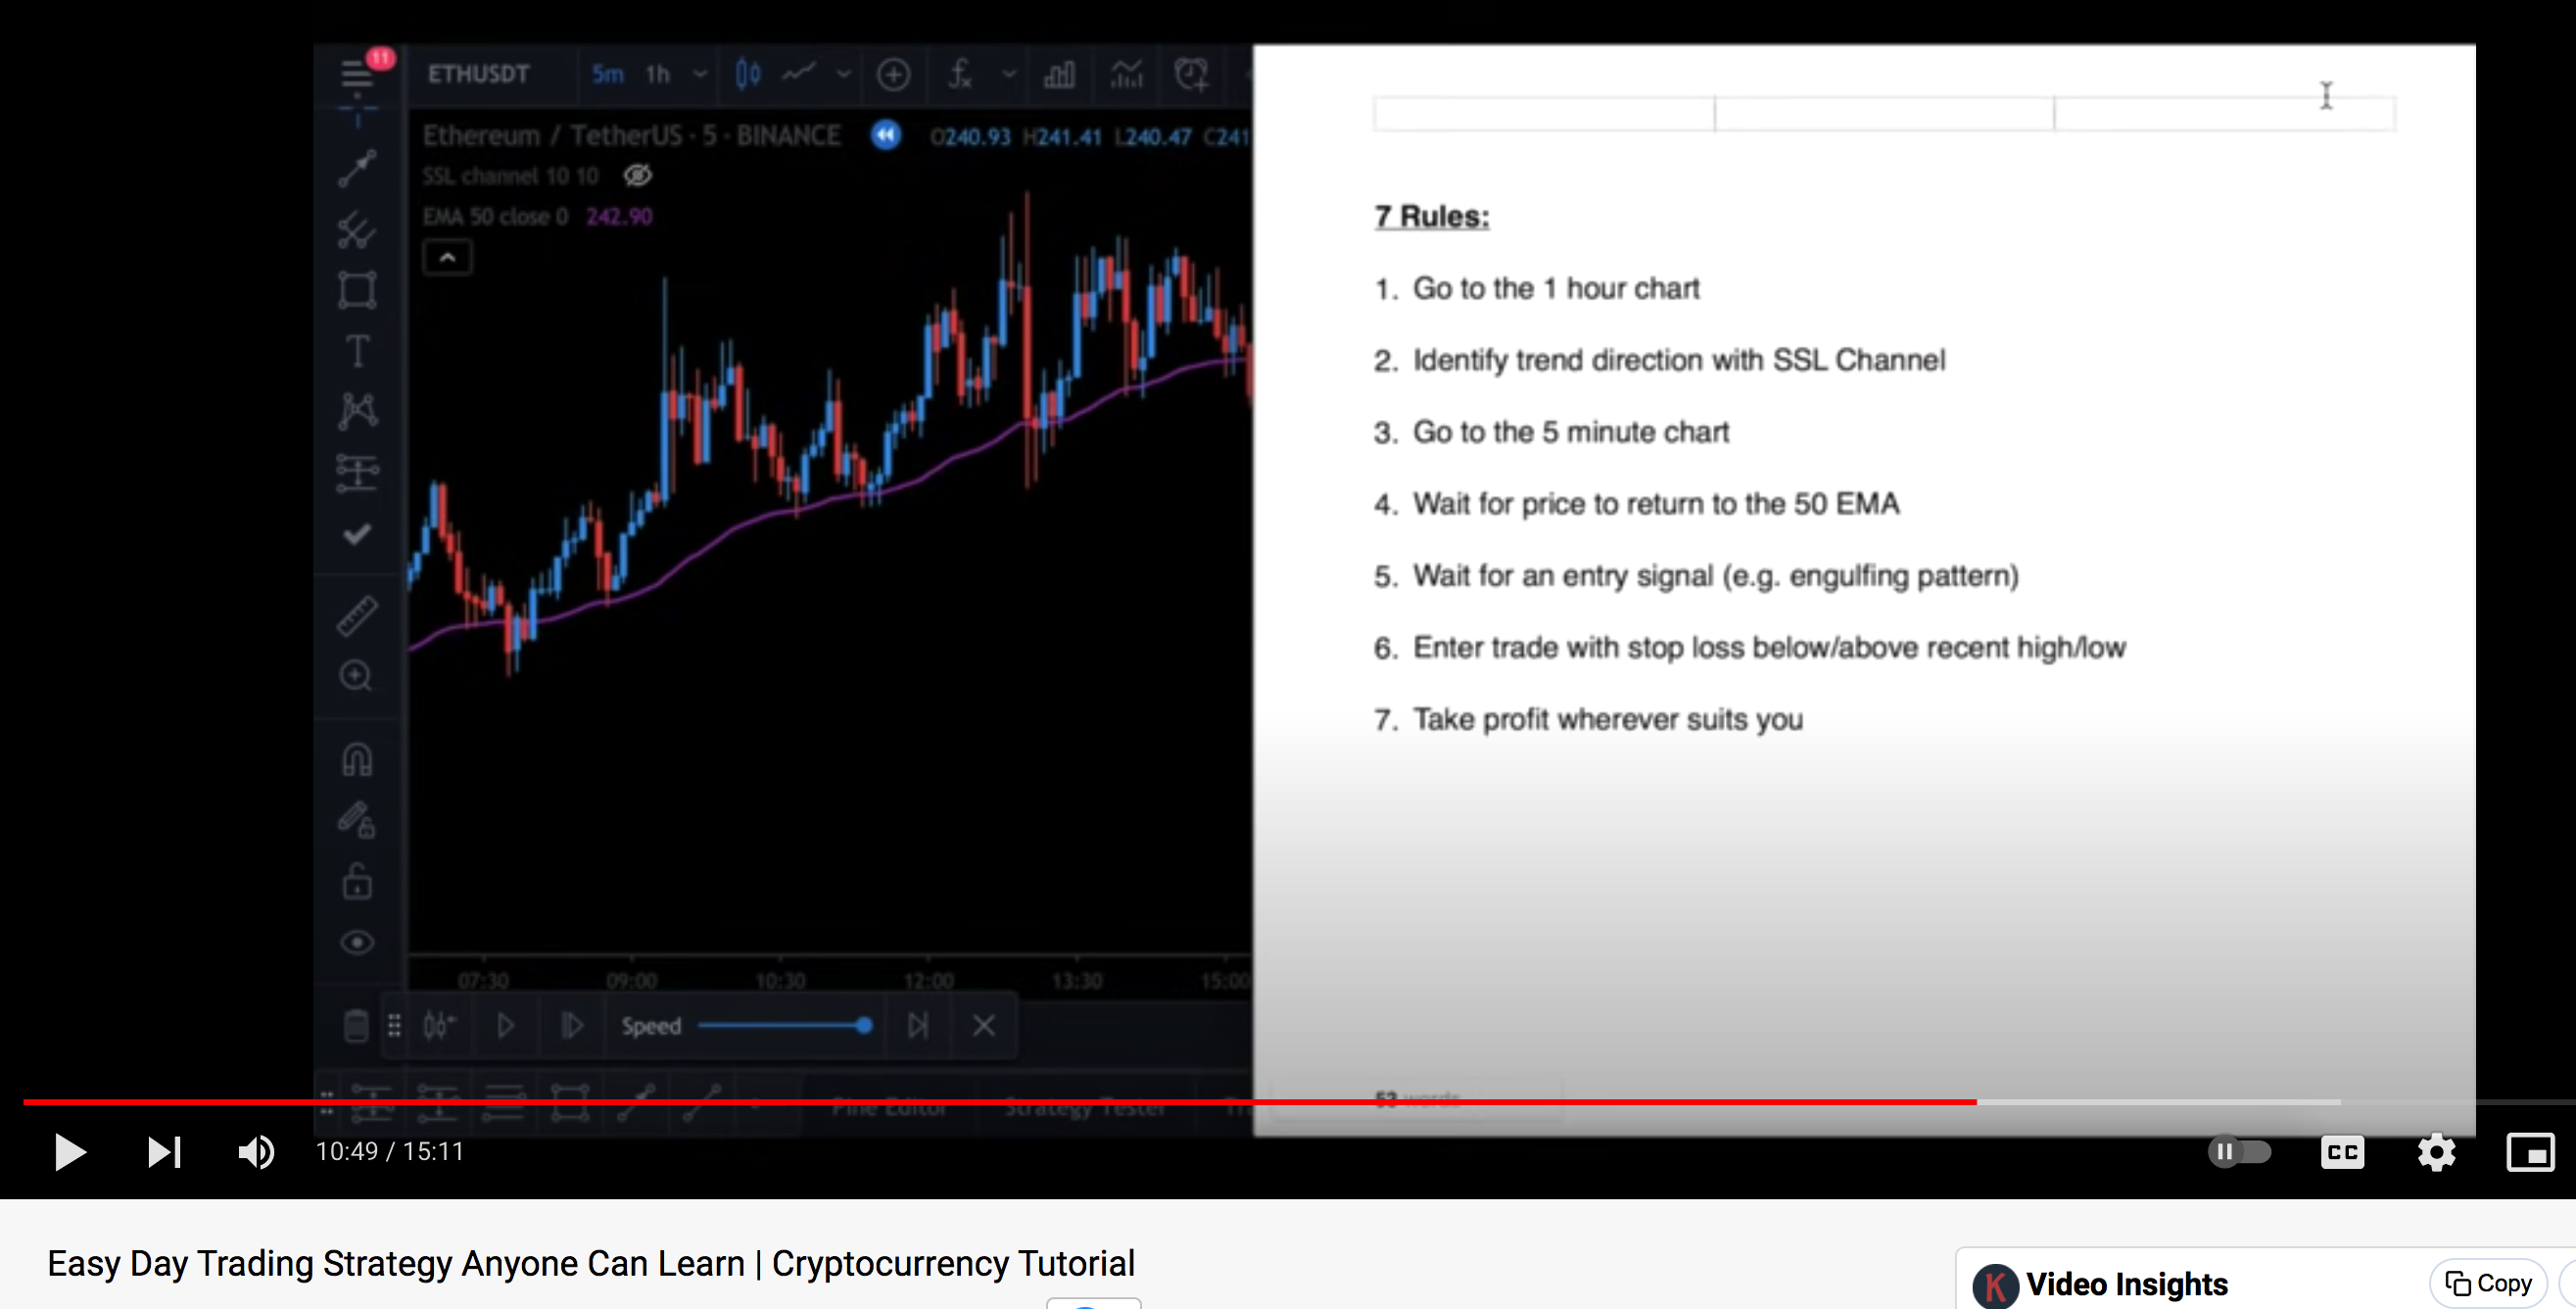 11
ETHUSDT 5m 1h
Ethereum / TetherUS · 5 · BINANCE O240.93 H241.41 L240.47 C241
SSL channel 10 10
EMA 50 close 0 242.90
07:30 09:00 10:30 12:00 13:30 15:00
Speed
Pine Editor Strategy Tester
7 Rules:
1. Go to the 1 hour chart
2. Identify trend direction with SSL Channel
3. Go to the 5 minute chart
4. Wait for price to return to the 50 EMA
5. Wait for an entry signal (e.g. engulfing pattern)
6. Enter trade with stop loss below/above recent high/low
7. Take profit wherever suits you
53 words
10:49 / 15:11
CC
Easy Day Trading Strategy Anyone Can Learn | Cryptocurrency Tutorial
K Video Insights
Copy